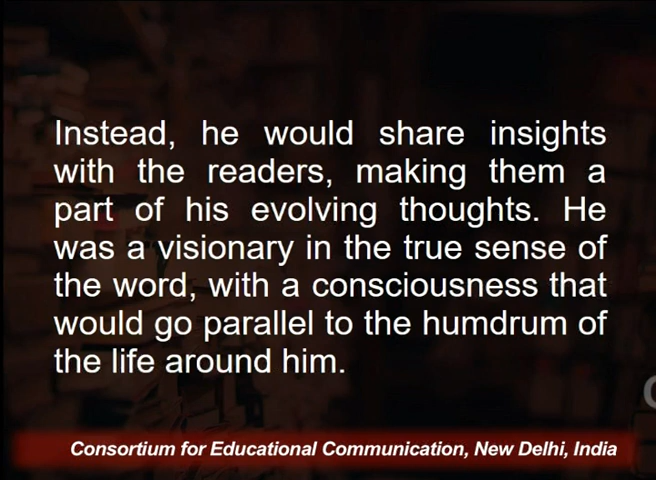 Instead, he would share insights
with the readers, making them a
part of his evolving thoughts. He
was a visionary in the true sense of
the word, with a consciousness that
would go parallel to the humdrum of
the life around him.
Consortium for Educational Communication, New Delhi, India